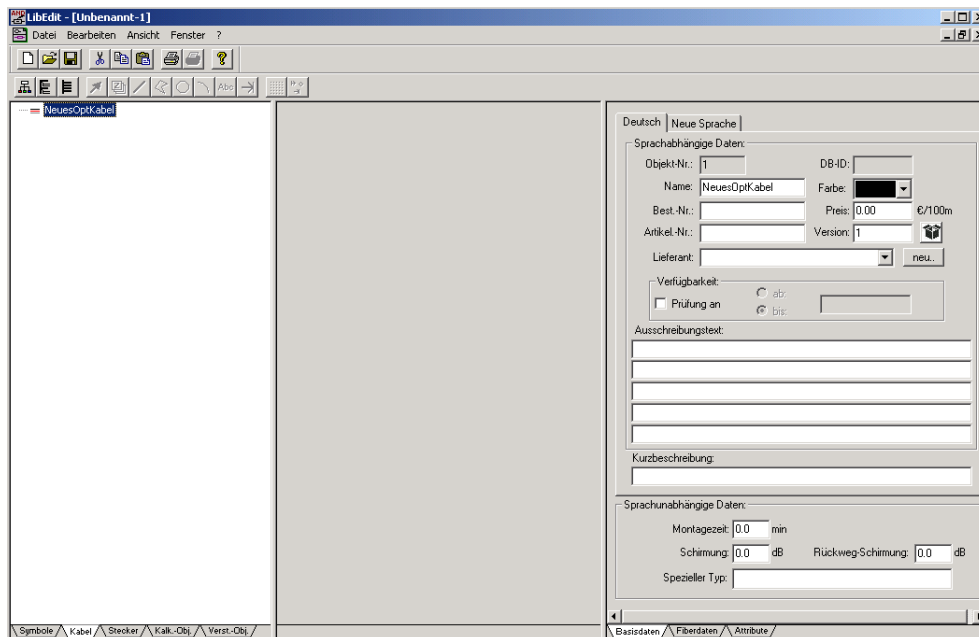 LibEdit - [Unbenannt-1]
Datei Bearbeiten Ansicht Fenster ?
Abc
NeuesOptKabel
Deutsch Neue Sprache
Sprachabhängige Daten:
Objekt-Nr.: 1 DB-ID:
Name: NeuesOptKabel Farbe:
Best.-Nr.: Preis: 0.00 €/100m
Artikel.-Nr.: Version: 1
Lieferant: neu..
Verfügbarkeit:
Prüfung an ab:
bis:
Ausschreibungstext:
Kurzbeschreibung:
Sprachunabhängige Daten:
Montagezeit: 0.0 min
Schirmung: 0.0 dB Rückweg-Schirmung: 0.0 dB
Spezieller Typ:
Symbole Kabel Stecker Kalk.-Obj. Verst.-Obj.
Basisdaten Fiberdaten Attribute